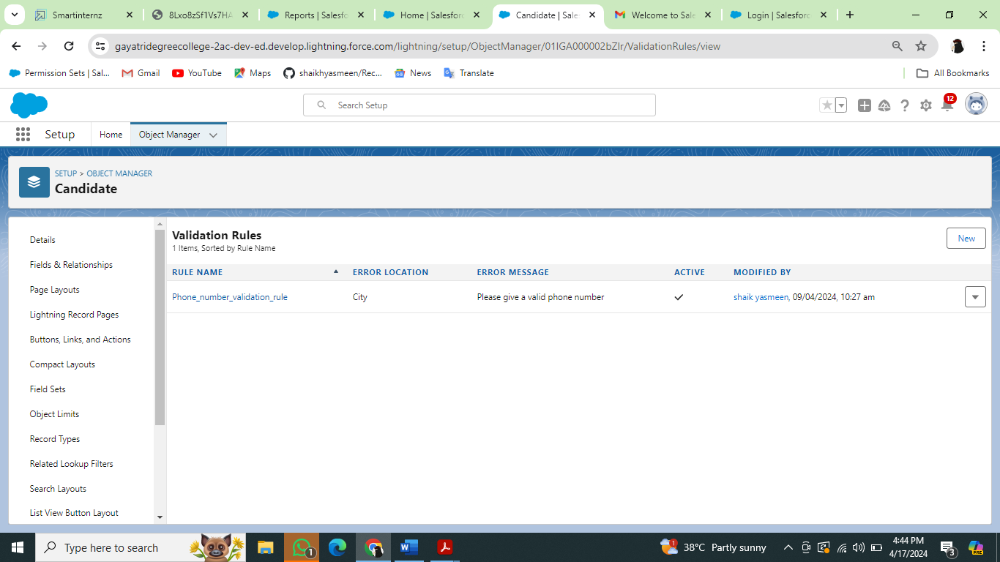 Smartinternz
8Lxo8zSf1Vs7HA
Reports | Salesfo
Home | Salesforc
Candidate | Sales
Welcome to Sale
Login | Salesforc
gayatridegreecollege-2ac-dev-ed.develop.lightning.force.com/lightning/setup/ObjectManager/01IGA000002bZlr/ValidationRules/view
Permission Sets | Sal...
Gmail
YouTube
Maps
shaikhyasmeen/Rec...
News
Translate
All Bookmarks
Search Setup
12
Setup
Home
Object Manager
SETUP > OBJECT MANAGER
Candidate
Details
Fields & Relationships
Page Layouts
Lightning Record Pages
Buttons, Links, and Actions
Compact Layouts
Field Sets
Object Limits
Record Types
Related Lookup Filters
Search Layouts
List View Button Layout
Validation Rules
1 Items, Sorted by Rule Name
New
RULE NAME ERROR LOCATION ERROR MESSAGE ACTIVE MODIFIED BY
Phone_number_validation_rule City Please give a valid phone number shaik yasmeen, 09/04/2024, 10:27 am
Type here to search
1
1
38°C Partly sunny
4:44 PM
4/17/2024
3
PRE